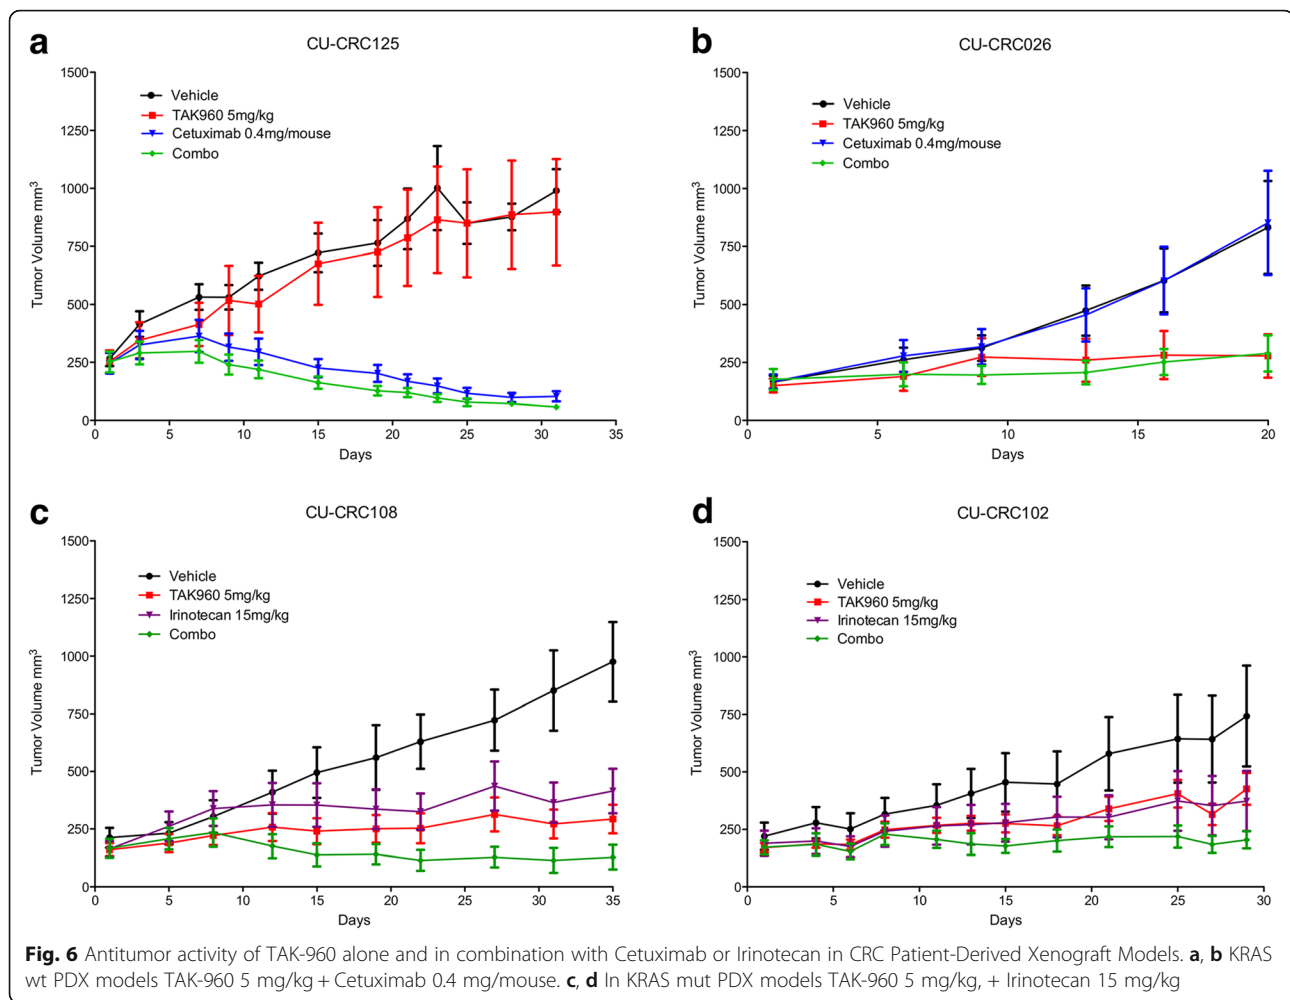 a
CU-CRC125
1500
1250
1000
750
500
250
0
Tumor Volume mm³
Vehicle
TAK960 5mg/kg
Cetuximab 0.4mg/mouse
Combo
0 5 10 15 20 25 30 35
Days
b
CU-CRC026
1500
1250
1000
750
500
250
0
Tumor Volume mm³
Vehicle
TAK960 5mg/kg
Cetuximab 0.4mg/mouse
Combo
0 5 10 15 20
Days
c
CU-CRC108
1500
1250
1000
750
500
250
0
Tumor Volume mm³
Vehicle
TAK960 5mg/kg
Irinotecan 15mg/kg
Combo
0 5 10 15 20 25 30 35
Days
d
CU-CRC102
1500
1250
1000
750
500
250
0
Tumor Volume mm³
Vehicle
TAK960 5mg/kg
Irinotecan 15mg/kg
Combo
0 5 10 15 20 25 30
Days
Fig. 6 Antitumor activity of TAK-960 alone and in combination with Cetuximab or Irinotecan in CRC Patient-Derived Xenograft Models. a, b KRAS
wt PDX models TAK-960 5 mg/kg + Cetuximab 0.4 mg/mouse. c, d In KRAS mut PDX models TAK-960 5 mg/kg, + Irinotecan 15 mg/kg